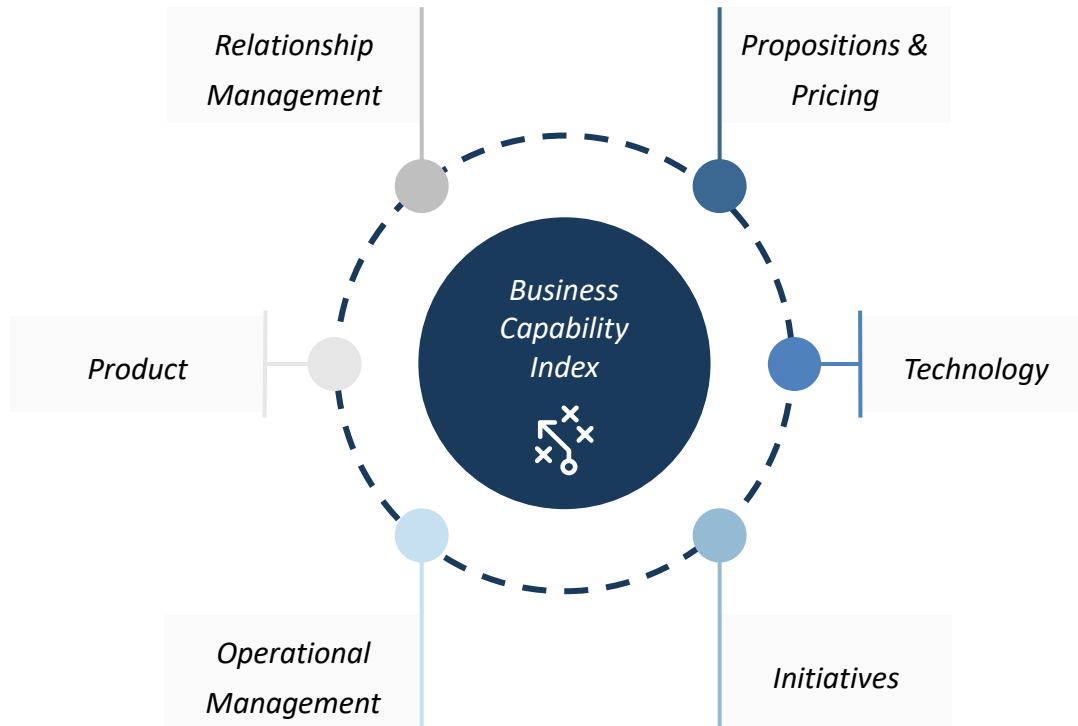 Relationship
Management
Propositions &
Pricing
Business
Capability
Index
Product
Technology
Operational
Management
Initiatives